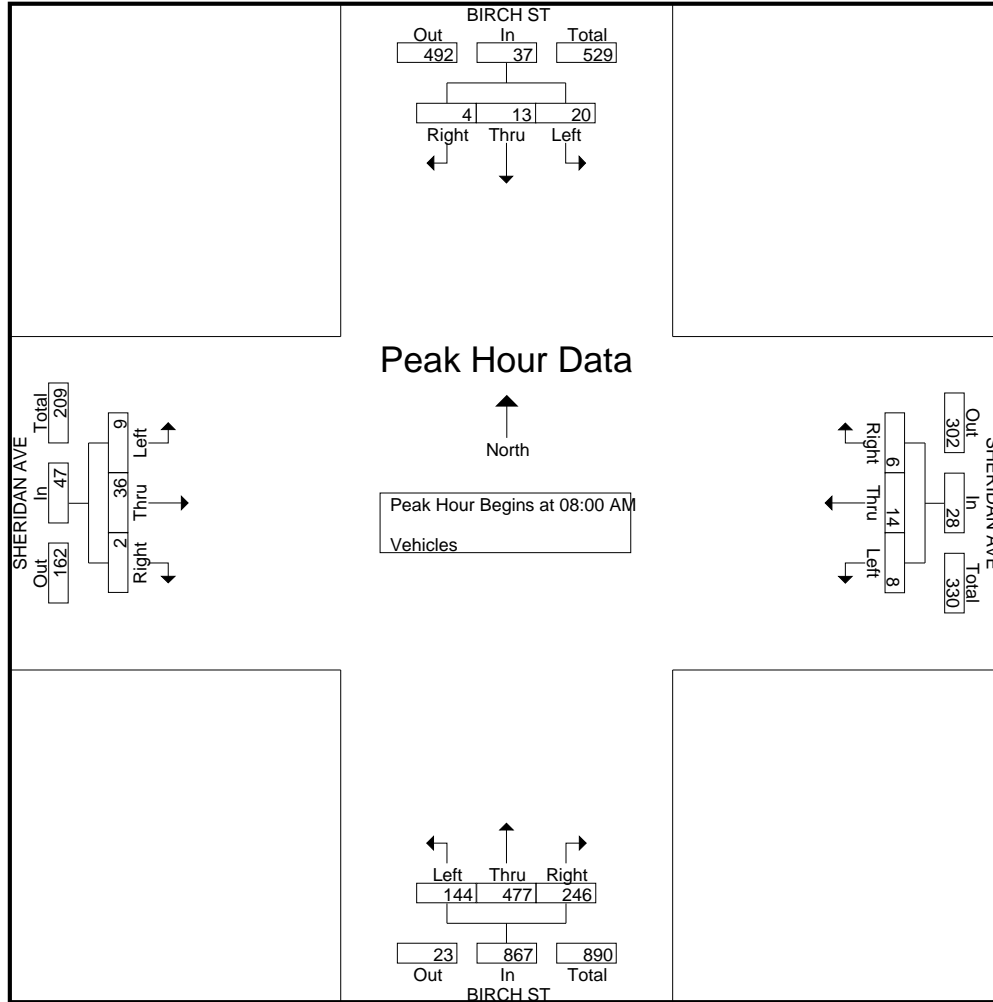 BIRCH ST
Out In Total
492 37 529
4 13 20
Right Thru Left
Peak Hour Data
North
Peak Hour Begins at 08:00 AM
Vehicles
SHERIDAN AVE
Total In Out
209 47 162
9 36 2
Left Thru Right
SHERIDAN AVE
Out In Total
302 28 330
6 14 8
Right Thru Left
Left Thru Right
144 477 246
23 867 890
Out In Total
BIRCH ST